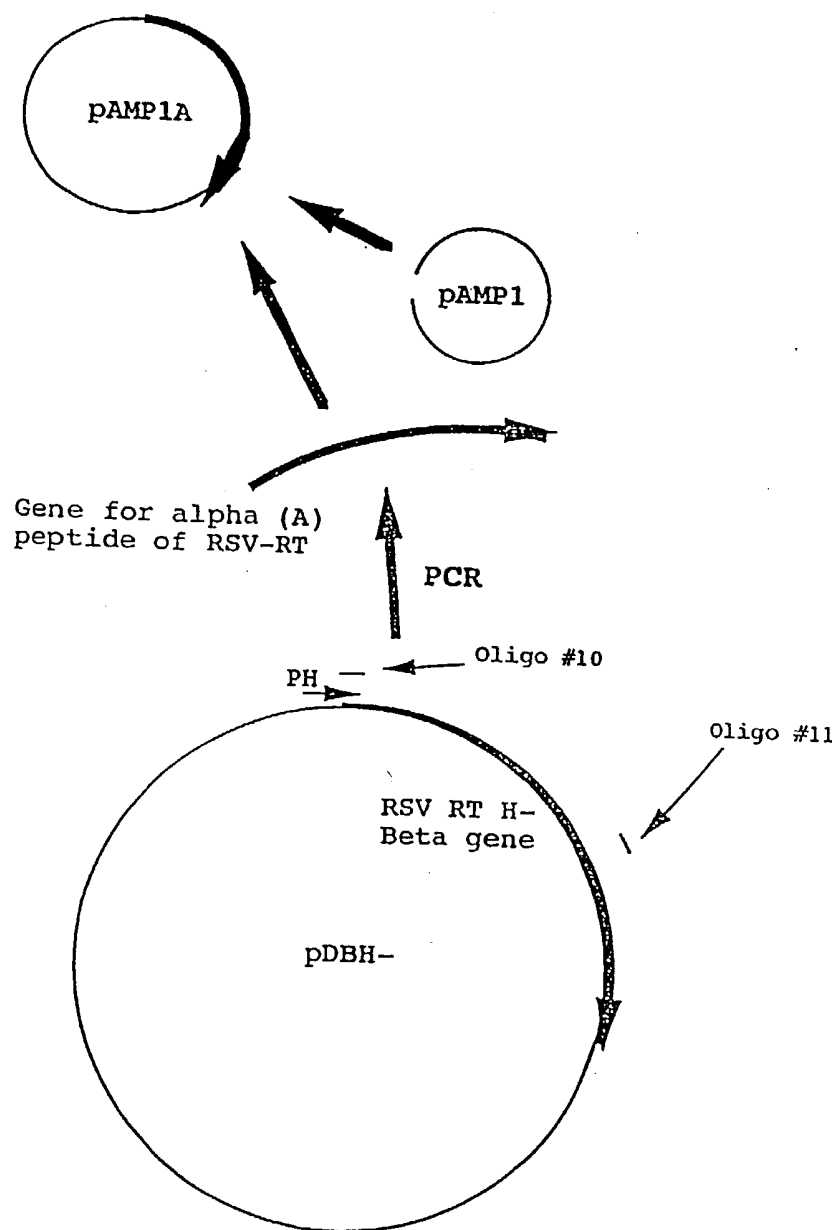 pAMP1A
pAMP1
Gene for alpha (A)
peptide of RSV-RT
PCR
Oligo #10
PH
Oligo #11
RSV RT H-
Beta gene
pDBH-